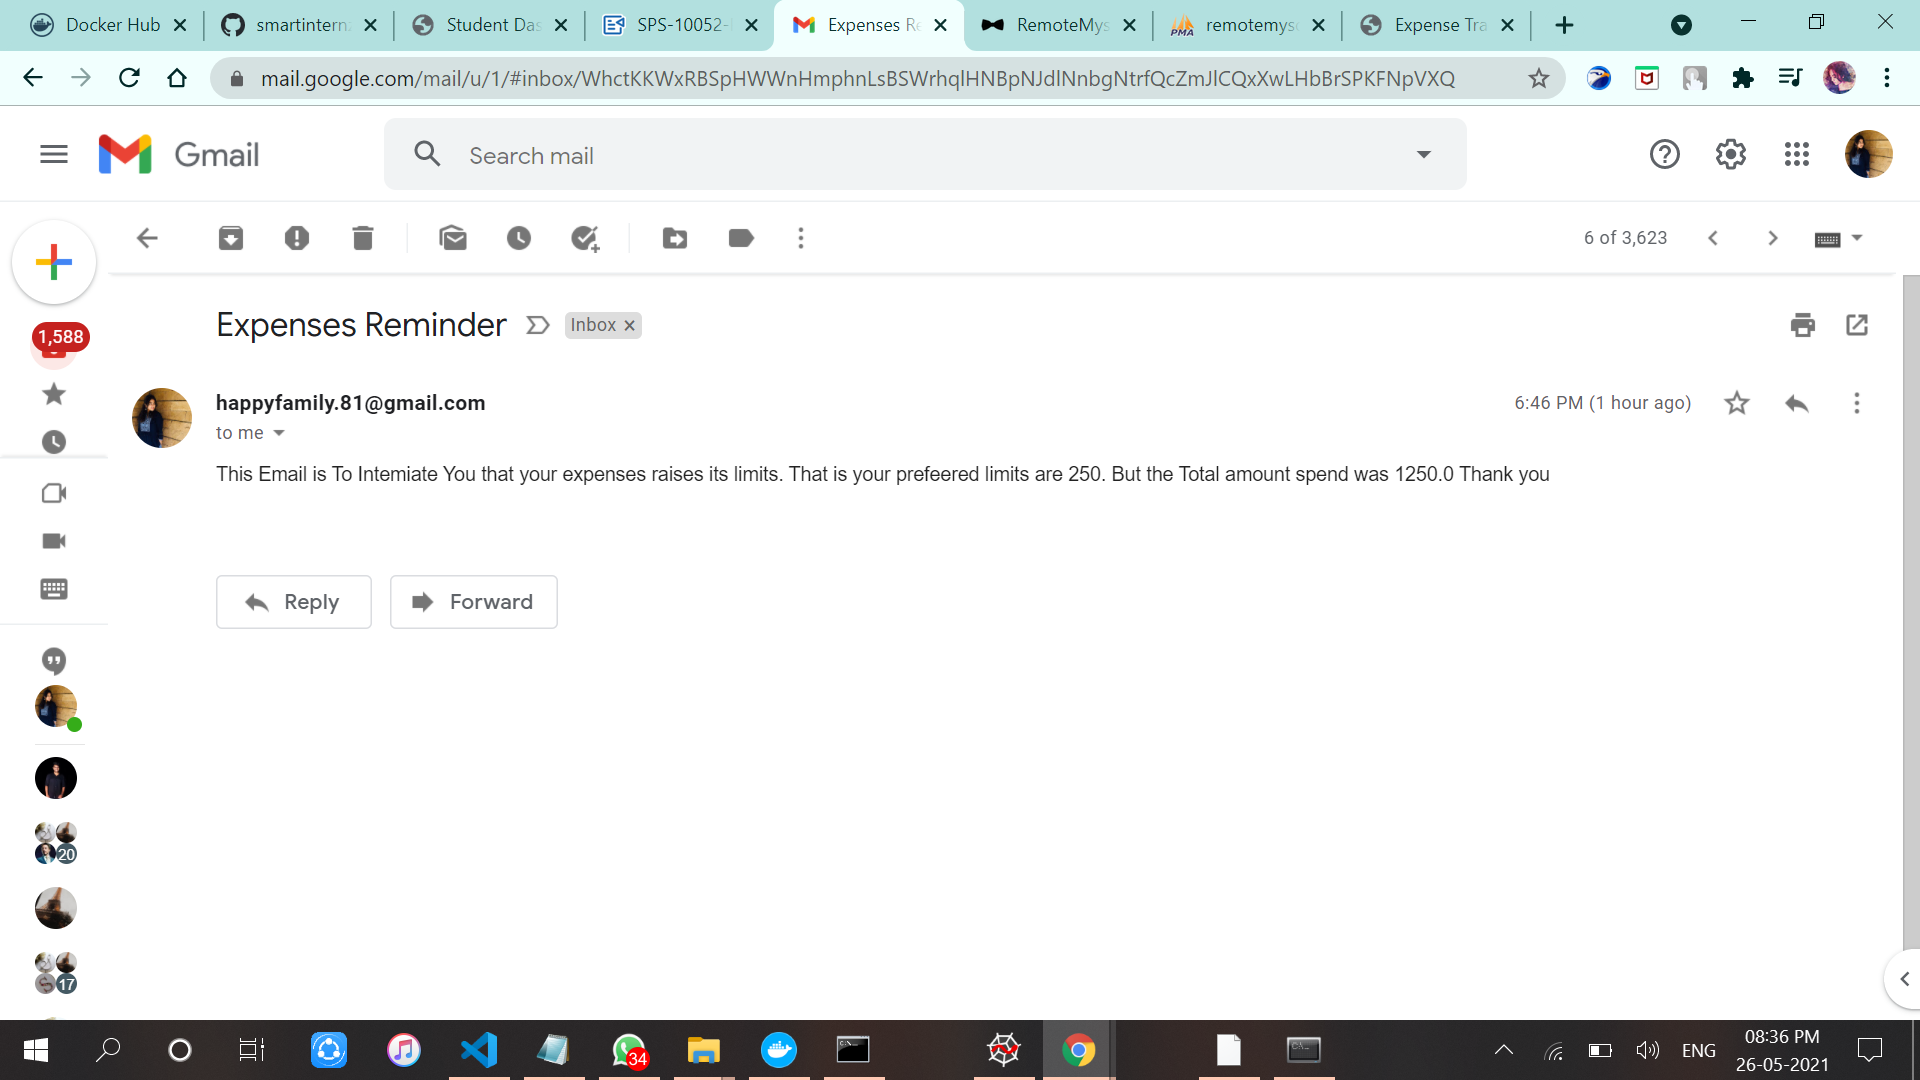 Docker Hub
smartintern
Student Das
SPS-10052-
Expenses Re
RemoteMys
PMA
remotemys
Expense Tra
mail.google.com/mail/u/1/#inbox/WhctKKWxRBSpHWWnHmphnLsBSWrhqlHNBpNJdlNnbgNtrfQcZmJlCQxXwLHbBrSPKFNpVXQ
Gmail
Search mail
6 of 3,623
1,588
Expenses Reminder
Inbox ×
happyfamily.81@gmail.com
6:46 PM (1 hour ago)
to me
This Email is To Intemiate You that your expenses raises its limits. That is your prefeered limits are 250. But the Total amount spend was 1250.0 Thank you
Reply
Forward
20
17
34
ENG
08:36 PM
26-05-2021